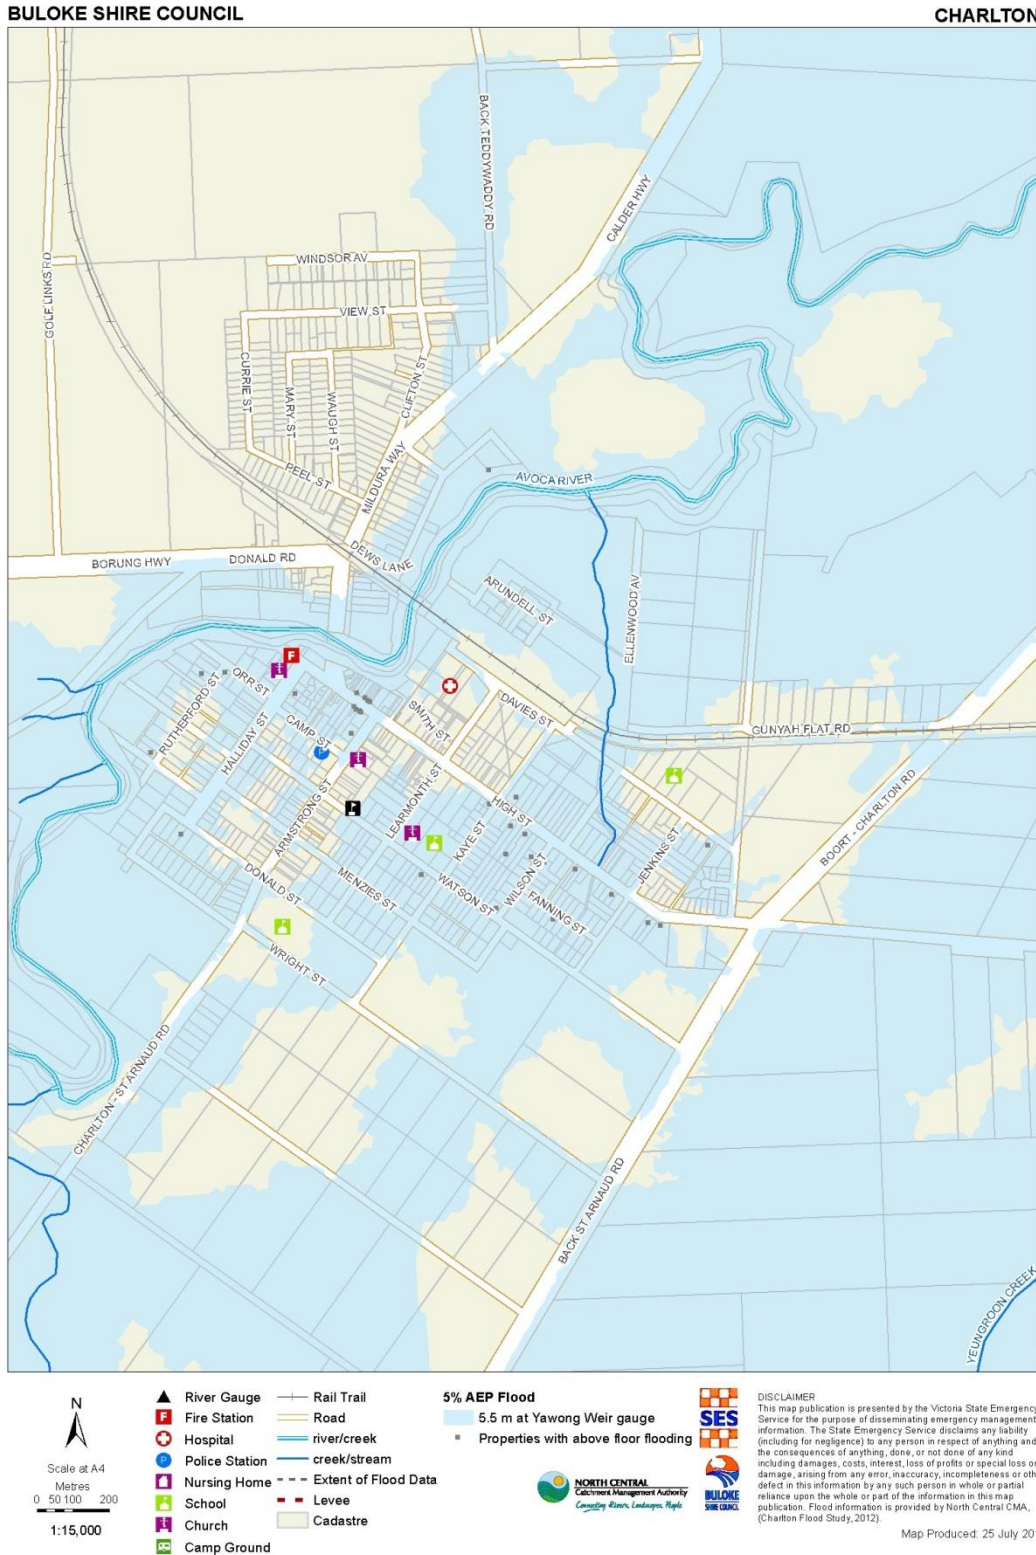 BULOKE SHIRE COUNCIL
CHARLTON
BACK TEDDYWADDY RD
CALDER HWY
GOLF LINKS RD
WINDSOR AV
VIEW ST
CURRIE ST
MARY ST
WAUGH ST
CLIFTON ST
PEEL ST
MILDURA WAY
AVOCA RIVER
BORUNG HWY
DONALD RD
DEWS LANE
ARUNDELL ST
ELLENWOOD AV
F
RUTHERFORD ST
ORR ST
HALLIDAY ST
CAMP ST
P
SMITH ST
DAVIES ST
GUNYAH FLAT RD
ARMSTRONG ST
LEARMONTH ST
HIGH ST
KAYE ST
WILSON ST
JENKINS ST
BOORT - CHARLTON RD
DONALD ST
MENZIES ST
WATSON ST
FANNING ST
WRIGHT ST
CHARLTON - ST ARNAUD RD
BACK ST ARNAUD RD
YEUNGROON CREEK
N
Scale at A4
Metres
0 50 100 200
1:15,000
River Gauge
F Fire Station
Hospital
P Police Station
Nursing Home
School
Church
Camp Ground
Rail Trail
Road
river/creek
creek/stream
Extent of Flood Data
Levee
Cadastre
5% AEP Flood
5.5 m at Yawong Weir gauge
Properties with above floor flooding
NORTH CENTRAL
Catchment Management Authority
Connecting Rivers, Landscapes, People
SES
BULOKE
SHIRE COUNCIL
DISCLAIMER
This map publication is presented by the Victoria State Emergency
Service for the purpose of disseminating emergency management
information. The State Emergency Service disclaims any liability
(including for negligence) to any person in respect of anything and
the consequences of anything, done, or not done of any kind
including damages, costs, interest, loss of profits or special loss or
damage, arising from any error, inaccuracy, incompleteness or oth
defect in this information by any such person in whole or partial
reliance upon the whole or part of the information in this map
publication. Flood information is provided by North Central CMA,
(Charlton Flood Study, 2012).
Map Produced: 25 July 201